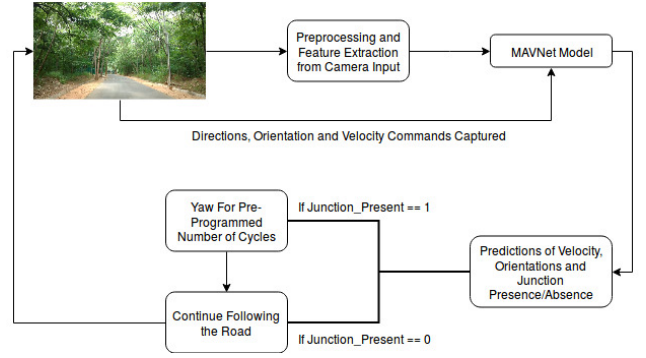 Preprocessing and
Feature Extraction
from Camera Input
MAVNet Model
Directions, Orientation and Velocity Commands Captured
Yaw For Pre-
Programmed
Number of Cycles
If Junction_Present == 1
Predictions of Velocity,
Orientations and
Junction
Presence/Absence
Continue Following
the Road
If Junction_Present == 0